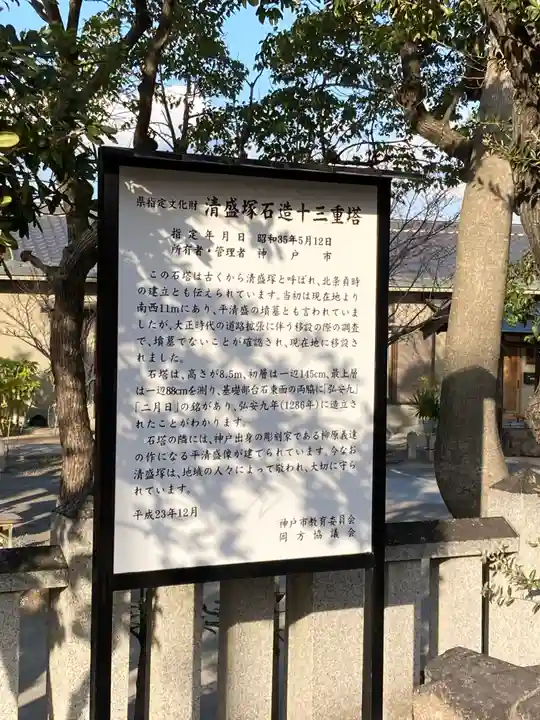 県指定文化財 清盛塚石造十三重塔
指定年月日 昭和35年5月12日
所有者・管理者 神戸市
この石塔は古くから清盛塚と呼ばれ、北条貞時
の建立とも伝えられています。当初は現在地より
南西11mにあり、平清盛の墳墓とも言われていま
したが、大正時代の道路拡張に伴う移設の際の調査
で、墳墓でないことが確認され、現在地に移設さ
れました。
石塔は、高さが8.5m、初層は一辺145cm、最上層
は一辺88cmを測り、基礎部台石東面の両脇に「弘安九」
「二月日」の銘があり、弘安九年(1286年)に造立さ
れたことがわかります。
石塔の隣には、神戸出身の彫刻家である柳原義達
の作になる平清盛像が建てられています。今なお
清盛塚は、地域の人々によって敬われ、大切に守ら
れています。
平成23年12月
神戸市教育委員会
岡方協議会